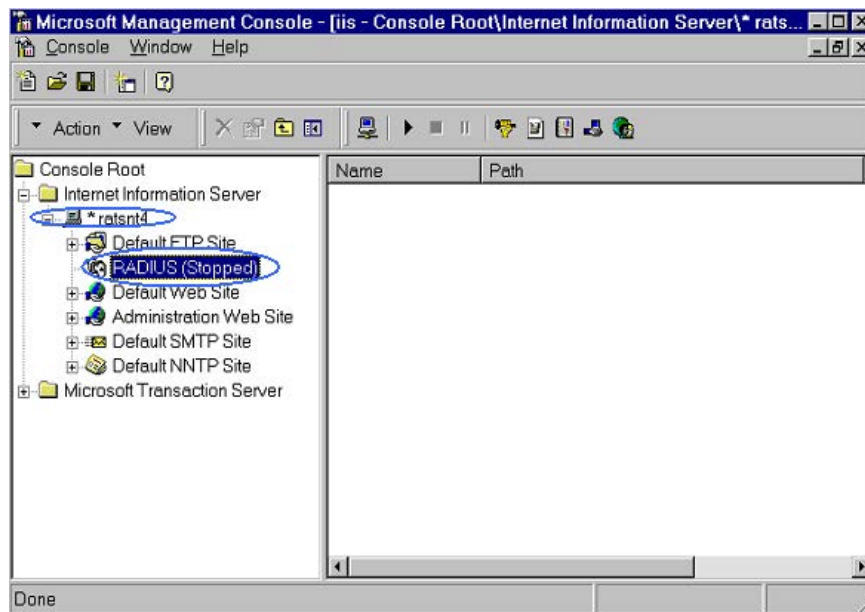 Microsoft Management Console - [iis - Console Root\Internet Information Server\* rats...
Console Window Help
Action View
Console Root
Internet Information Server
* ratsnt4
Default FTP Site
RADIUS (Stopped)
Default Web Site
Administration Web Site
Default SMTP Site
Default NNTP Site
Microsoft Transaction Server
Name Path
Done